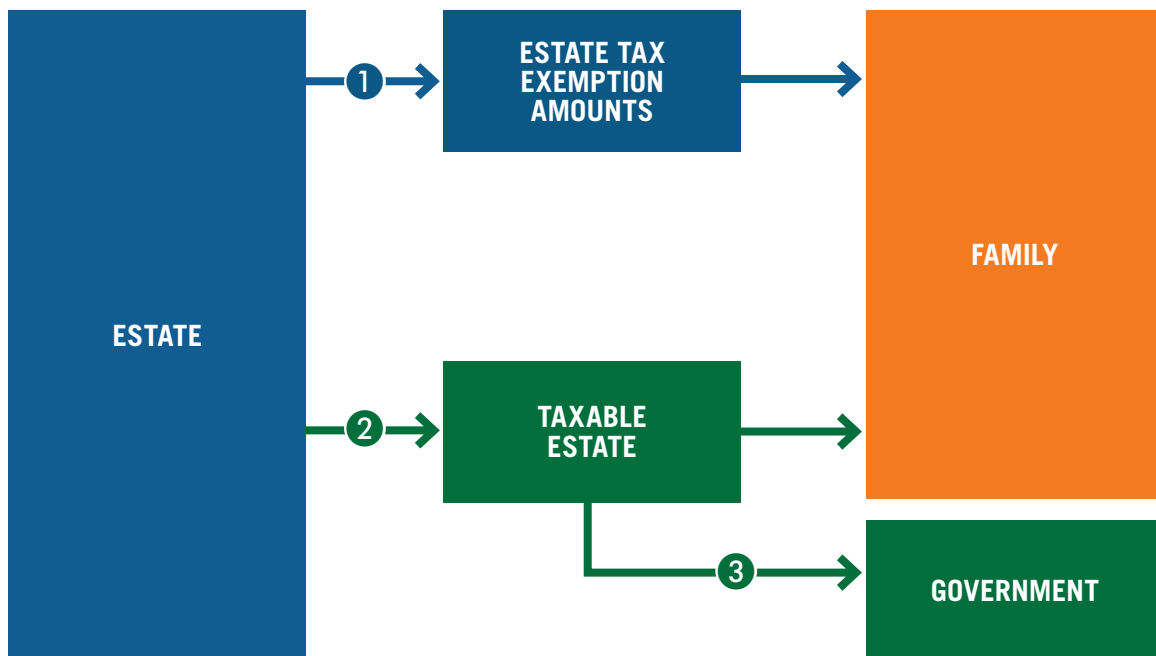 ESTATE
1
ESTATE TAX
EXEMPTION
AMOUNTS
FAMILY
2
TAXABLE
ESTATE
3
GOVERNMENT